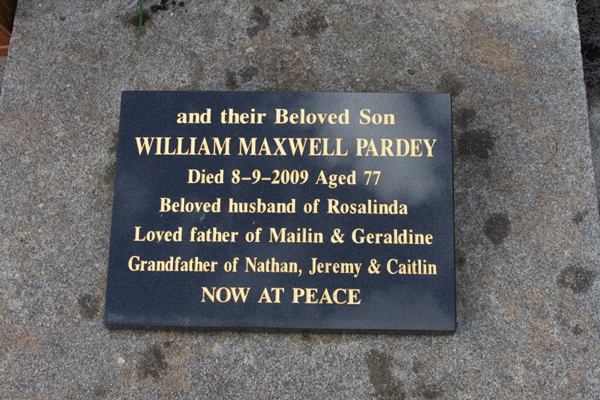 and their Beloved Son
WILLIAM MAXWELL PARDEY
Died 8–9–2009 Aged 77
Beloved husband of Rosalinda
Loved father of Mailin & Geraldine
Grandfather of Nathan, Jeremy & Caitlin
NOW AT PEACE